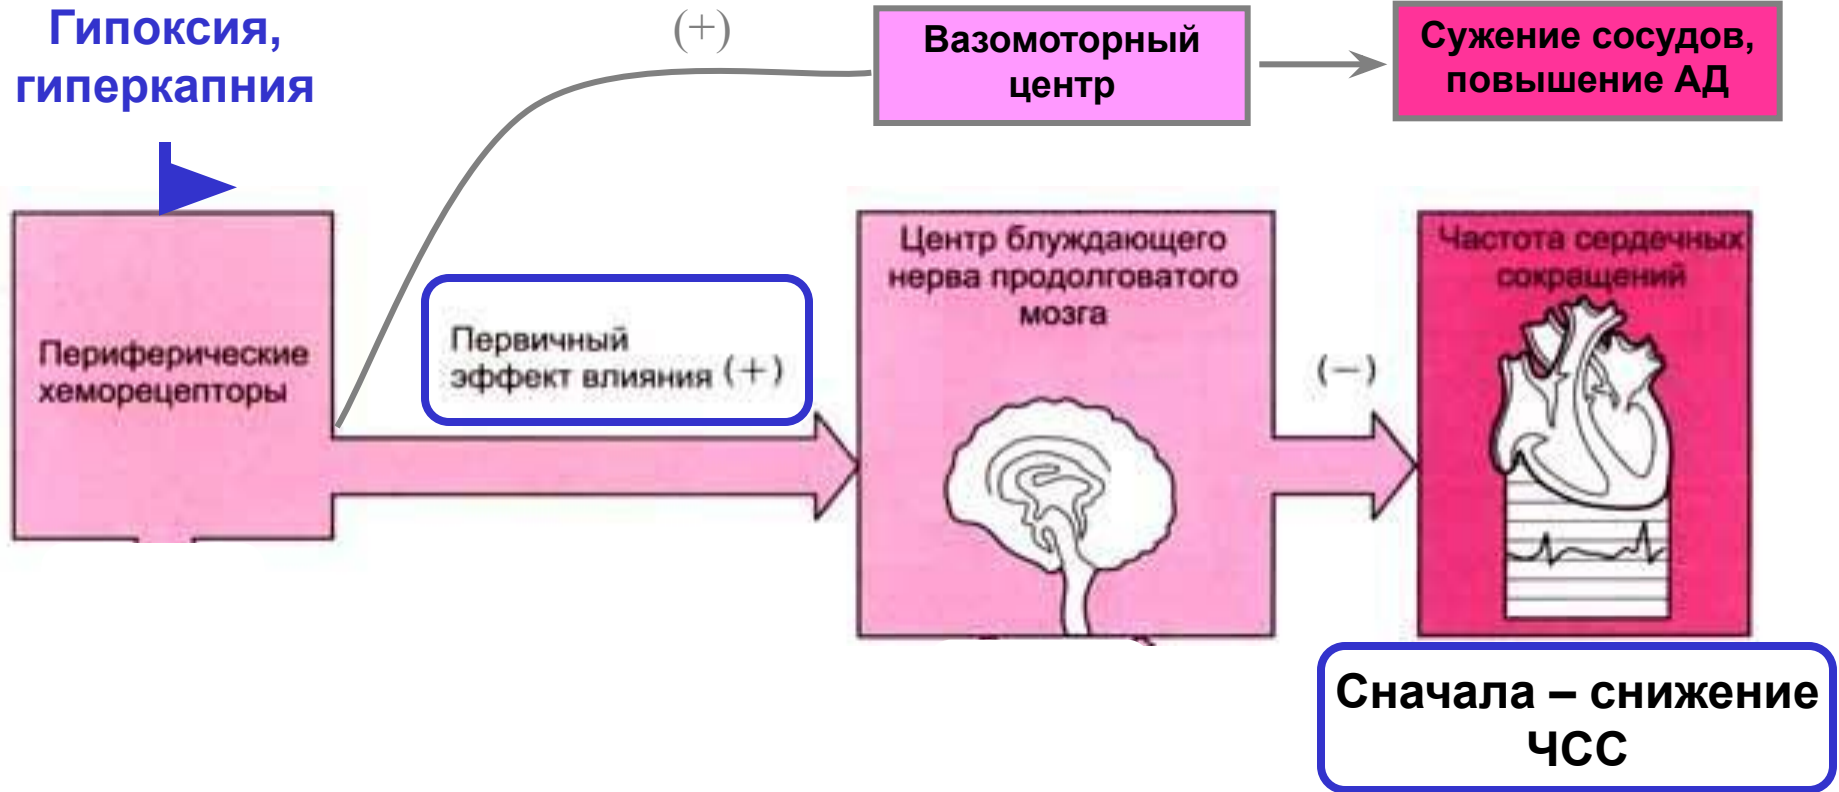 Гипоксия,
гиперкапния
(+)
Вазомоторный
центр
Сужение сосудов,
повышение АД
Периферические
хеморецепторы
Первичный
эффект влияния (+)
Центр блуждающего
нерва продолговатого
мозга
(−)
Частота сердечных
сокращений
Сначала – снижение
ЧСС